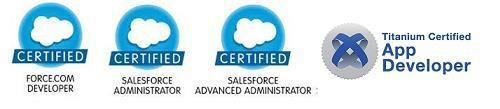 CERTIFIED
FORCE.COM
DEVELOPER
CERTIFIED
SALESFORCE
ADMINISTRATOR
CERTIFIED
SALESFORCE
ADVANCED ADMINISTRATOR
Titanium Certified
App
Developer